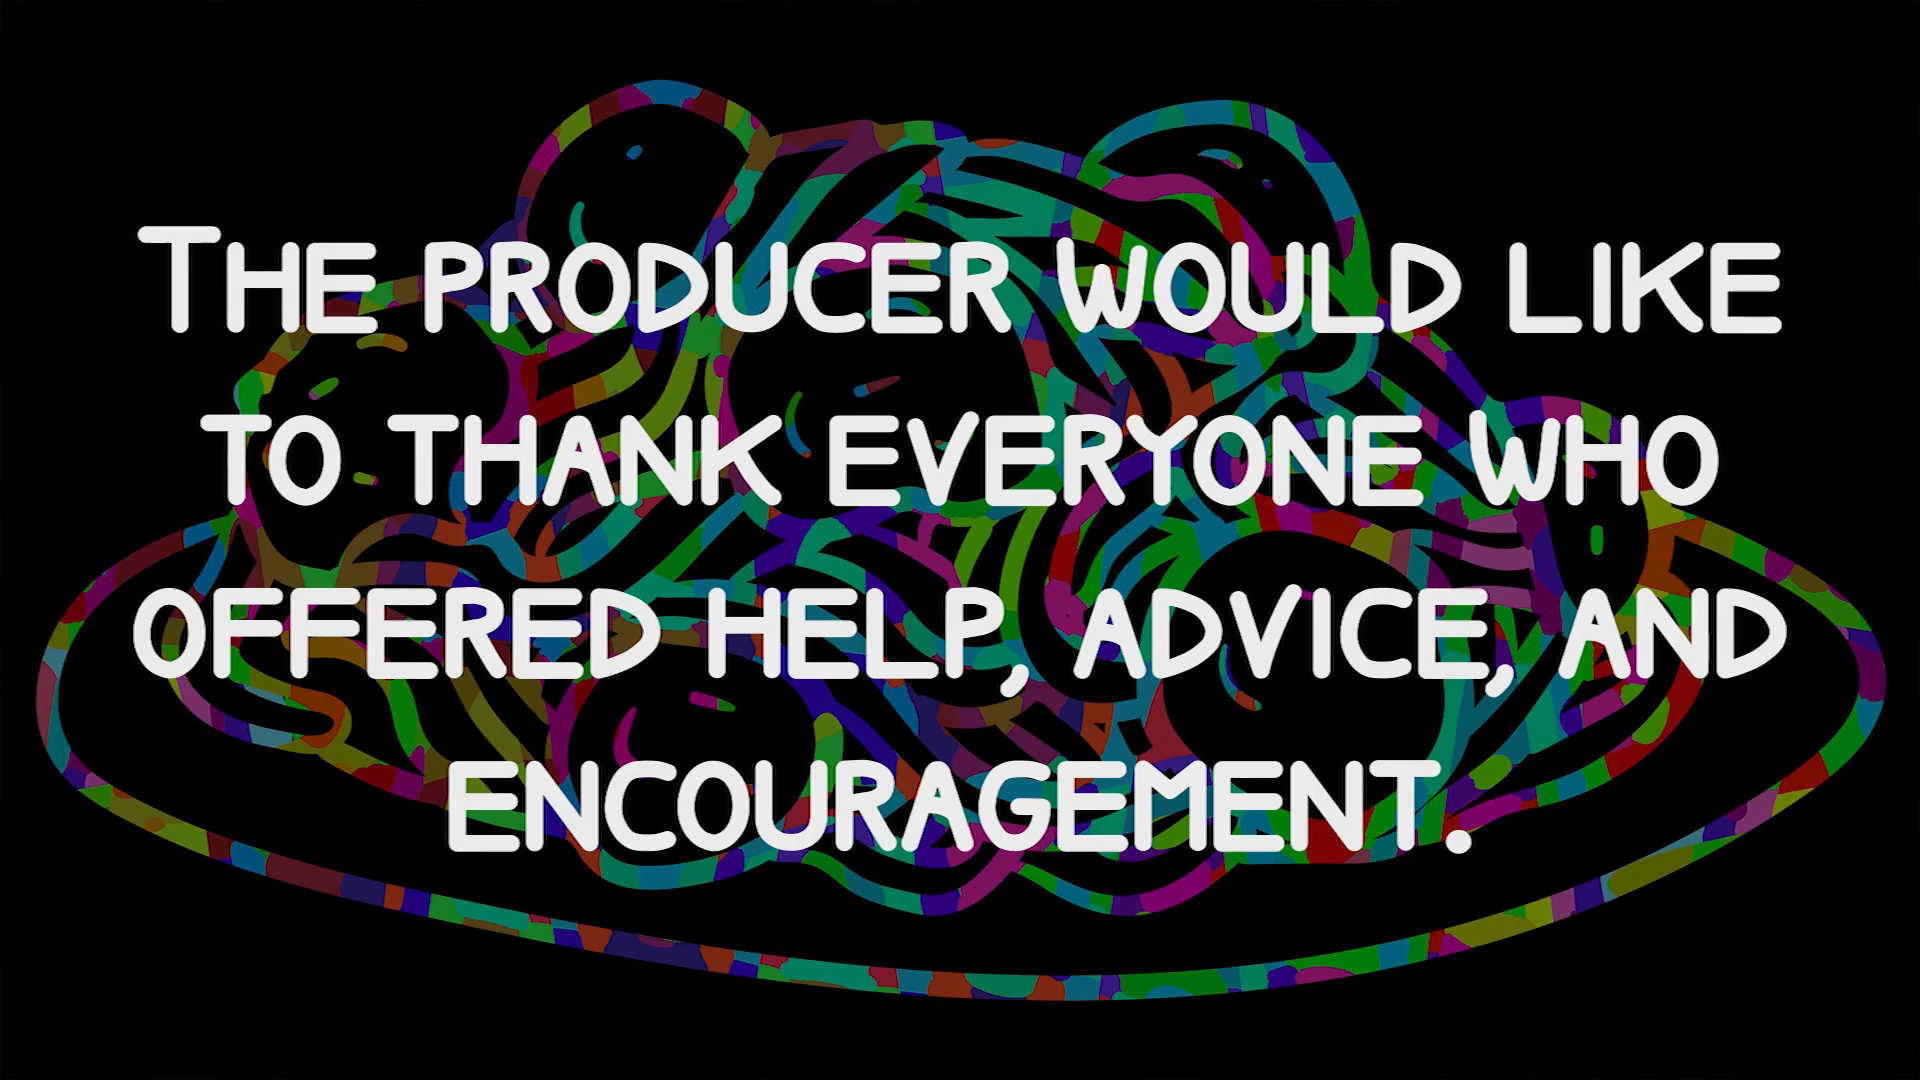 THE PRODUCER WOULD LIKE
TO THANK EVERYONE WHO
OFFERED HELP, ADVICE, AND
ENCOURAGEMENT.